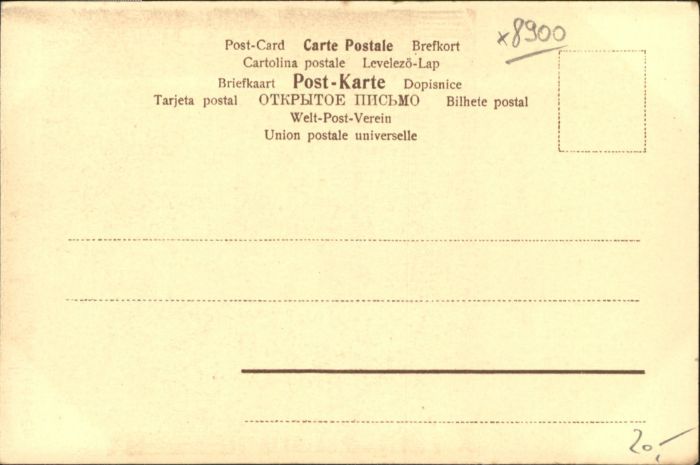 x8900
Post-Card Carte Postale Brefkort
Cartolina postale Levelező-Lap
Briefkaart Post-Karte Dopisnice
Tarjeta postal ОТКРЫТОЕ ПИСЬМО Bilhete postal
Welt-Post-Verein
Union postale universelle
20,-